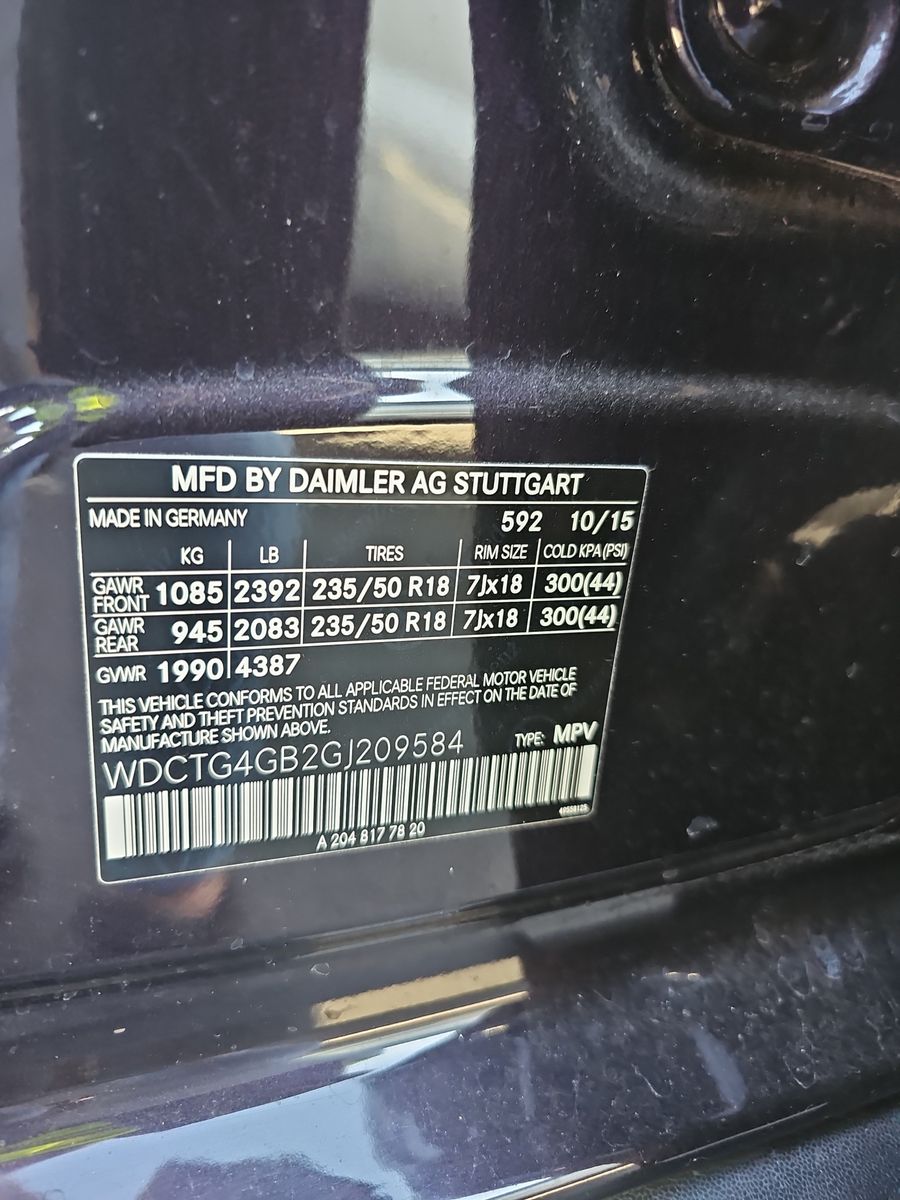 MFD BY DAIMLER AG STUTTGART
MADE IN GERMANY 592 10/15
KG LB TIRES RIM SIZE COLD KPA (PSI)
GAWR FRONT 1085 2392 235/50 R18 7Jx18 300(44)
GAWR REAR 945 2083 235/50 R18 7Jx18 300(44)
GVWR 1990 4387
THIS VEHICLE CONFORMS TO ALL APPLICABLE FEDERAL MOTOR VEHICLE
SAFETY AND THEFT PREVENTION STANDARDS IN EFFECT ON THE DATE OF
MANUFACTURE SHOWN ABOVE.
TYPE: MPV
WDCTG4GB2GJ209584
A 204 817 78 20